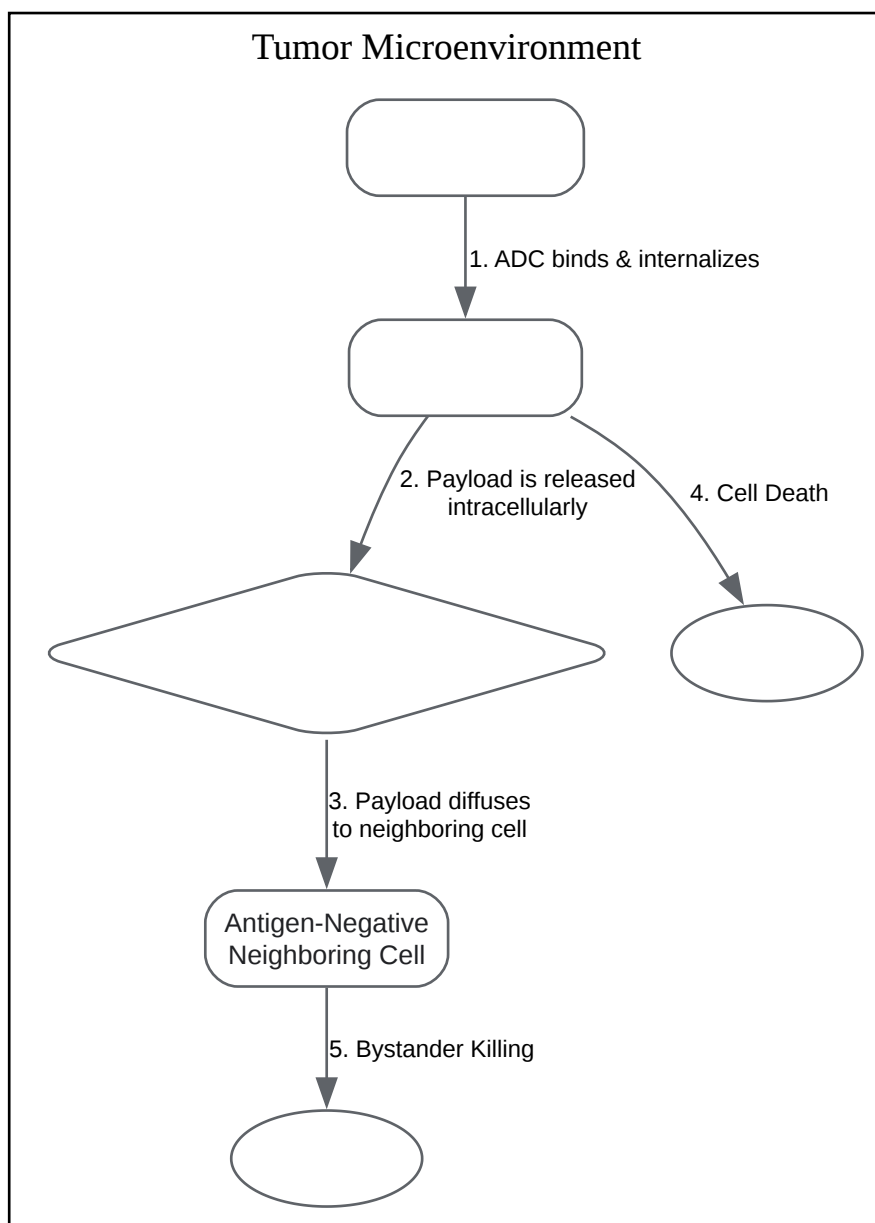 Tumor Microenvironment
1. ADC binds & internalizes
2. Payload is released
intracellularly
4. Cell Death
3. Payload diffuses
to neighboring cell
Antigen-Negative
Neighboring Cell
5. Bystander Killing